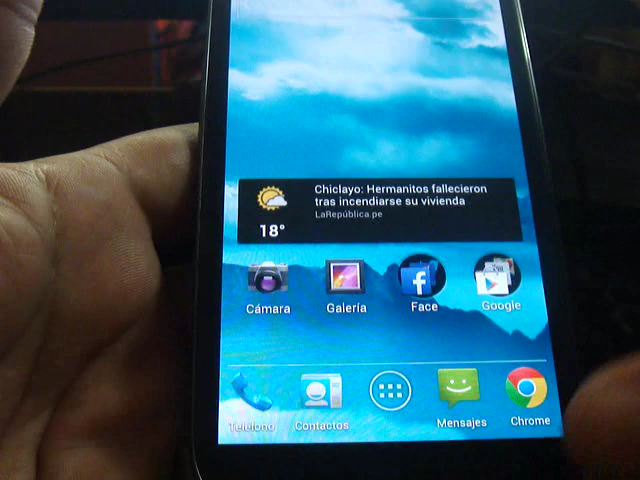 Chiclayo: Hermanitos fallecieron
tras incendiarse su vivienda
LaRepública.pe
18°
Cámara
Galería
Face
Google
Teléfono
Contactos
Mensajes
Chrome